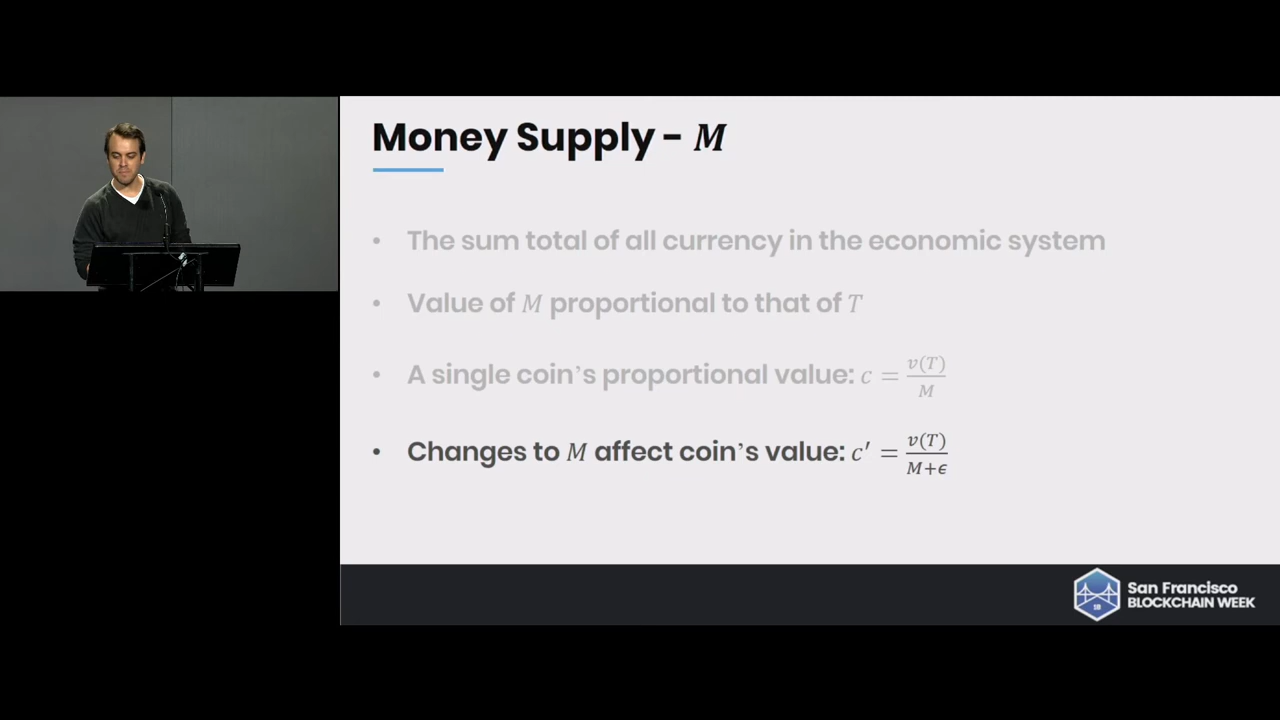 Money Supply - M
• The sum total of all currency in the economic system
• Value of M proportional to that of T
• A single coin's proportional value: c = v(T)/M
• Changes to M affect coin's value: c′ = v(T)/M+ϵ
18
San Francisco
BLOCKCHAIN WEEK